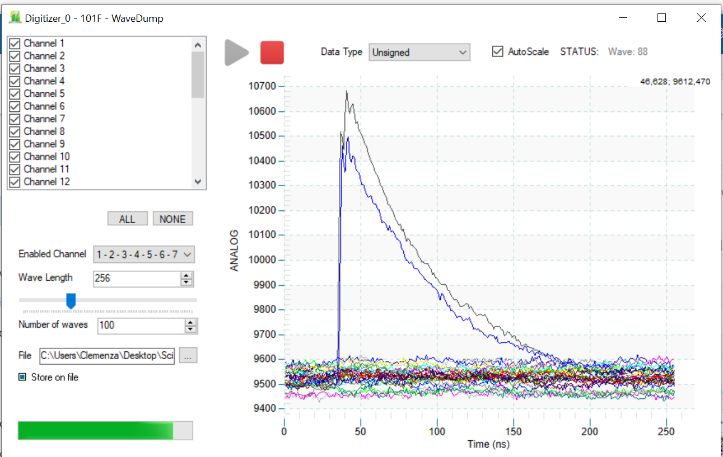 Digitizer_0 - 101F - WaveDump
Channel 1
Channel 2
Channel 3
Channel 4
Channel 5
Channel 6
Channel 7
Channel 8
Channel 9
Channel 10
Channel 11
Channel 12
ALL
NONE
Enabled Channel
1 - 2 - 3 - 4 - 5 - 6 - 7
Wave Length
256
Number of waves
100
File
C:\Users\Clemenza\Desktop\Sci
...
Store on file
Data Type
Unsigned
AutoScale
STATUS:
Wave: 88
46,628; 9612,470
ANALOG
10700
10600
10500
10400
10300
10200
10100
10000
9900
9800
9700
9600
9500
9400
0
50
100
150
200
250
Time (ns)